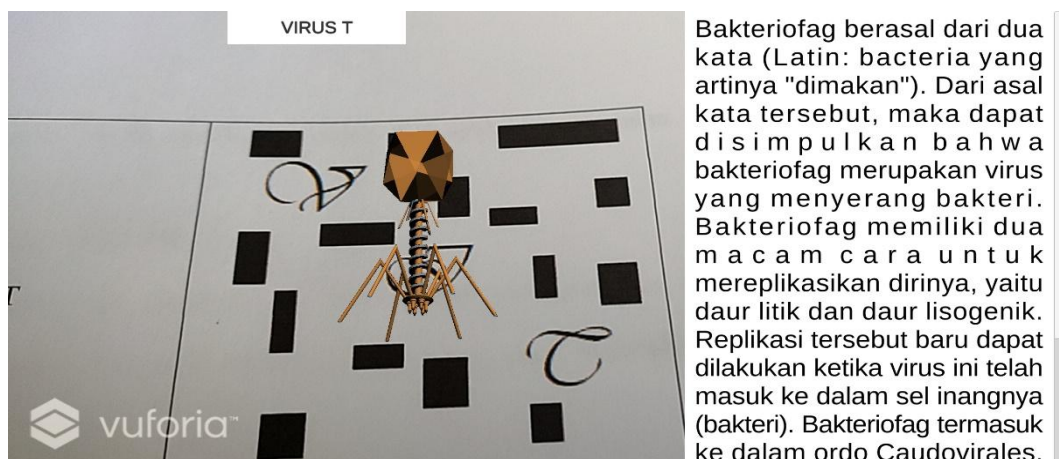 VIRUS T
T
vuforia™
Bakteriofag berasal dari dua
kata (Latin: bacteria yang
artinya "dimakan"). Dari asal
kata tersebut, maka dapat
disimpulkan bahwa
bakteriofag merupakan virus
yang menyerang bakteri.
Bakteriofag memiliki dua
macam cara untuk
mereplikasikan dirinya, yaitu
daur litik dan daur lisogenik.
Replikasi tersebut baru dapat
dilakukan ketika virus ini telah
masuk ke dalam sel inangnya
(bakteri). Bakteriofag termasuk
ke dalam ordo Caudovirales.